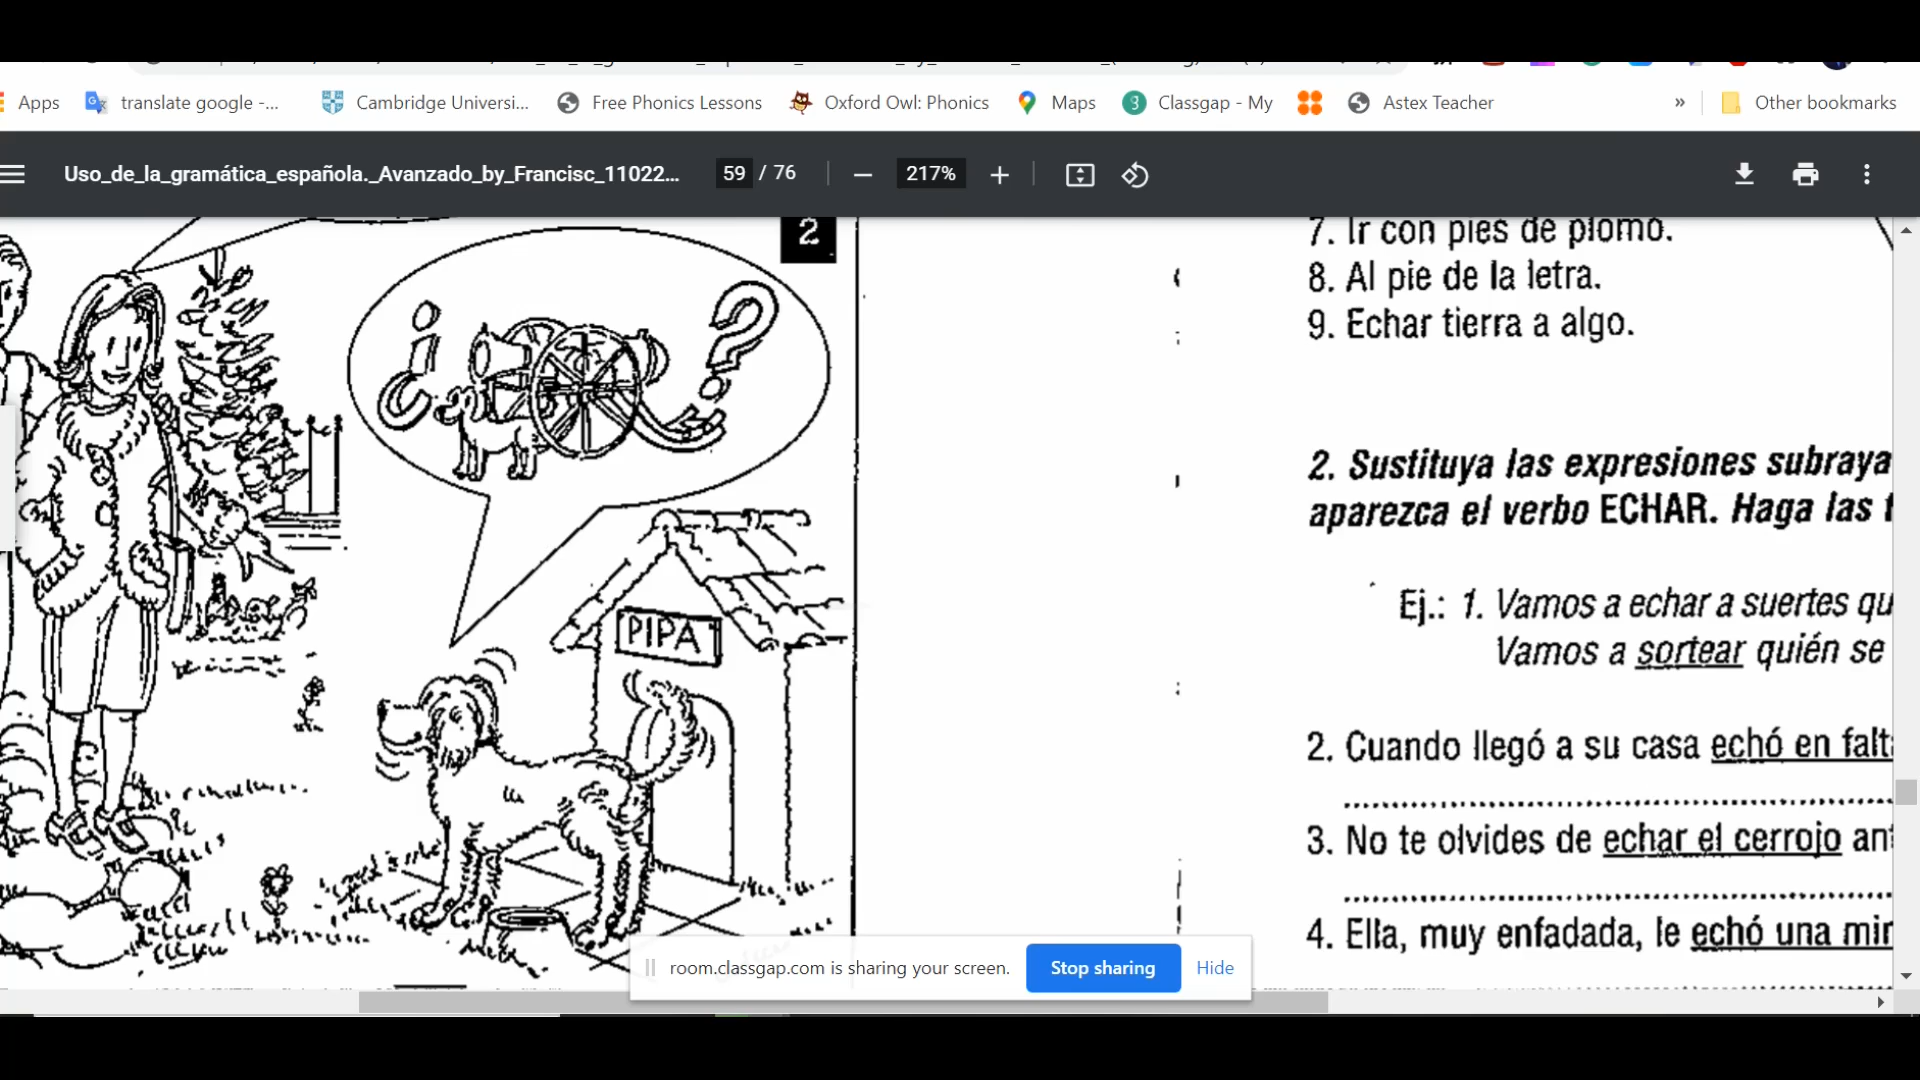 Apps translate google -... Cambridge Universi... Free Phonics Lessons Oxford Owl: Phonics Maps Classgap - My Astex Teacher » Other bookmarks
Uso_de_la_gramática_española._Avanzado_by_Francisc_11022... 59 / 76 217%
2
¿ ?
PIPA
7. Ir con pies de plomo.
8. Al pie de la letra.
9. Echar tierra a algo.
2. Sustituya las expresiones subraya
aparezca el verbo ECHAR. Haga las
Ej.: 1. Vamos a echar a suertes qu
Vamos a sortear quién se
2. Cuando llegó a su casa echó en falt
3. No te olvides de echar el cerrojo an
4. Ella, muy enfadada, le echó una mir
room.classgap.com is sharing your screen. Stop sharing Hide